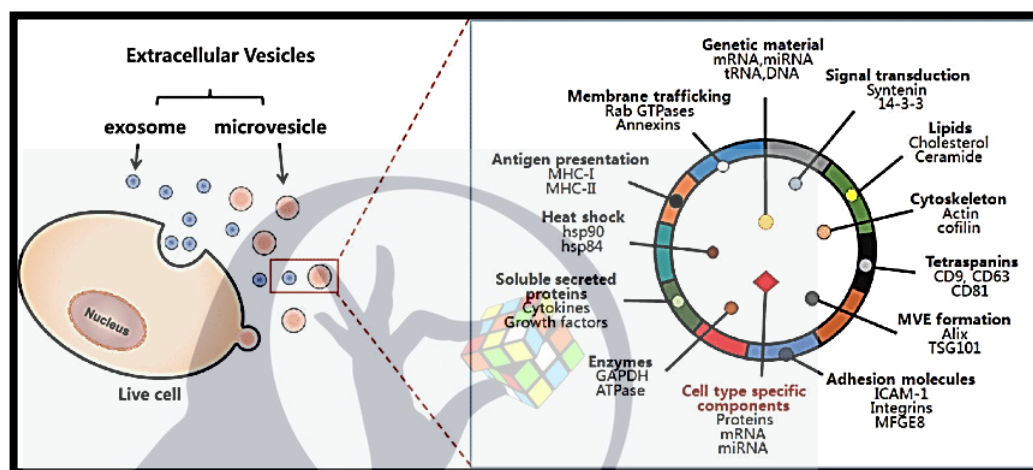 Extracellular Vesicles
exosome
microvesicle
Nucleus
Live cell
Genetic material
mRNA,miRNA
tRNA,DNA
Signal transduction
Syntenin
14-3-3
Membrane trafficking
Rab GTPases
Annexins
Lipids
Cholesterol
Ceramide
Antigen presentation
MHC-I
MHC-II
Cytoskeleton
Actin
cofilin
Heat shock
hsp90
hsp84
Tetraspanins
CD9, CD63
CD81
Soluble secreted
proteins
Cytokines
Growth factors
MVE formation
Alix
TSG101
Enzymes
GAPDH
ATPase
Cell type specific
components
Proteins
mRNA
miRNA
Adhesion molecules
ICAM-1
Integrins
MFGE8